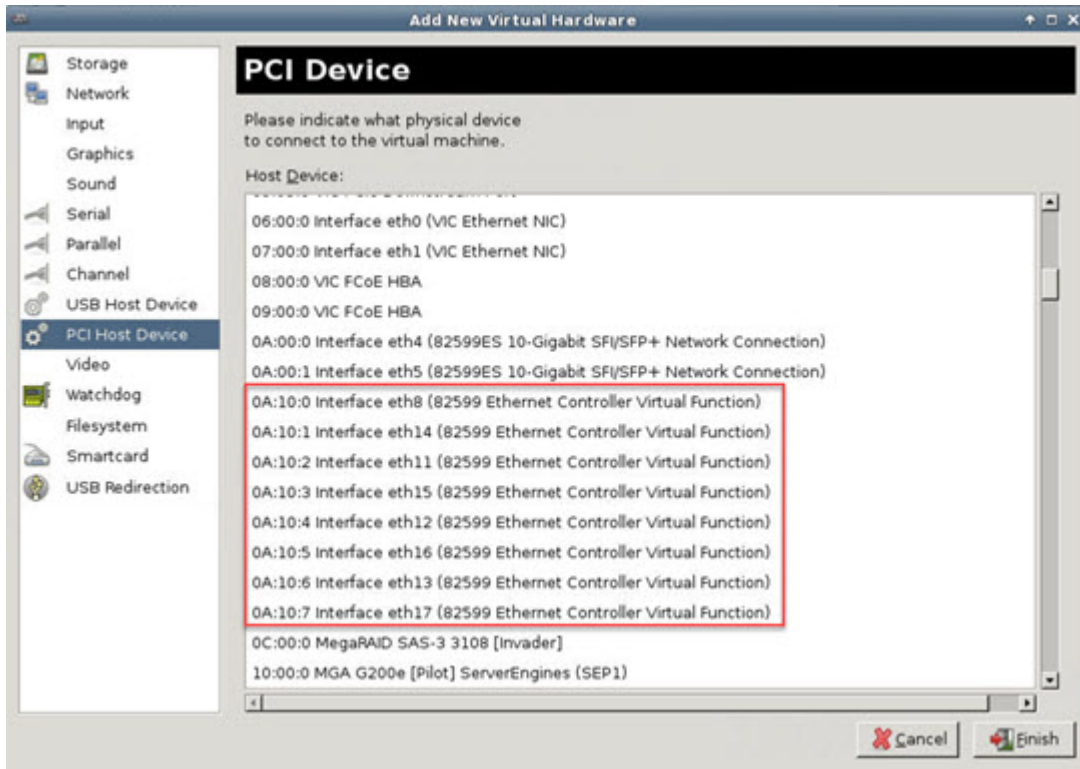 Add New Virtual Hardware
Storage
Network
Input
Graphics
Sound
Serial
Parallel
Channel
USB Host Device
PCI Host Device
Video
Watchdog
Filesystem
Smartcard
USB Redirection
PCI Device
Please indicate what physical device
to connect to the virtual machine.
Host Device:
06:00:0 Interface eth0 (VIC Ethernet NIC)
07:00:0 Interface eth1 (VIC Ethernet NIC)
08:00:0 VIC FCoE HBA
09:00:0 VIC FCoE HBA
0A:00:0 Interface eth4 (82599ES 10-Gigabit SFI/SFP+ Network Connection)
0A:00:1 Interface eth5 (82599ES 10-Gigabit SFI/SFP+ Network Connection)
0A:10:0 Interface eth8 (82599 Ethernet Controller Virtual Function)
0A:10:1 Interface eth14 (82599 Ethernet Controller Virtual Function)
0A:10:2 Interface eth11 (82599 Ethernet Controller Virtual Function)
0A:10:3 Interface eth15 (82599 Ethernet Controller Virtual Function)
0A:10:4 Interface eth12 (82599 Ethernet Controller Virtual Function)
0A:10:5 Interface eth16 (82599 Ethernet Controller Virtual Function)
0A:10:6 Interface eth13 (82599 Ethernet Controller Virtual Function)
0A:10:7 Interface eth17 (82599 Ethernet Controller Virtual Function)
0C:00:0 MegaRAID SAS-3 3108 [Invader]
10:00:0 MGA G200e [Pilot] ServerEngines (SEP1)
Cancel
Finish